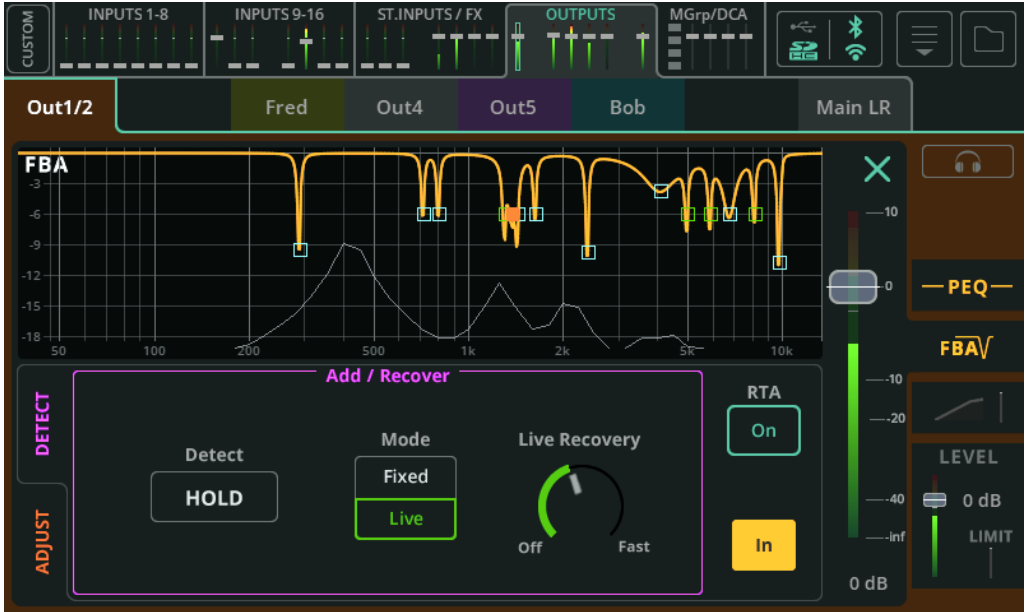 CUSTOM
INPUTS 1-8
INPUTS 9-16
ST.INPUTS / FX
OUTPUTS
MGrp/DCA
SD HC
Out1/2
Fred
Out4
Out5
Bob
Main LR
FBA
-3
-6
-9
-12
-15
-18
50
100
200
500
1k
2k
5k
10k
10
0
-10
-20
-40
-inf
0 dB
PEQ
FBA
LEVEL
0 dB
LIMIT
DETECT
ADJUST
Add / Recover
Detect
HOLD
Mode
Fixed
Live
Live Recovery
Off
Fast
RTA
On
In